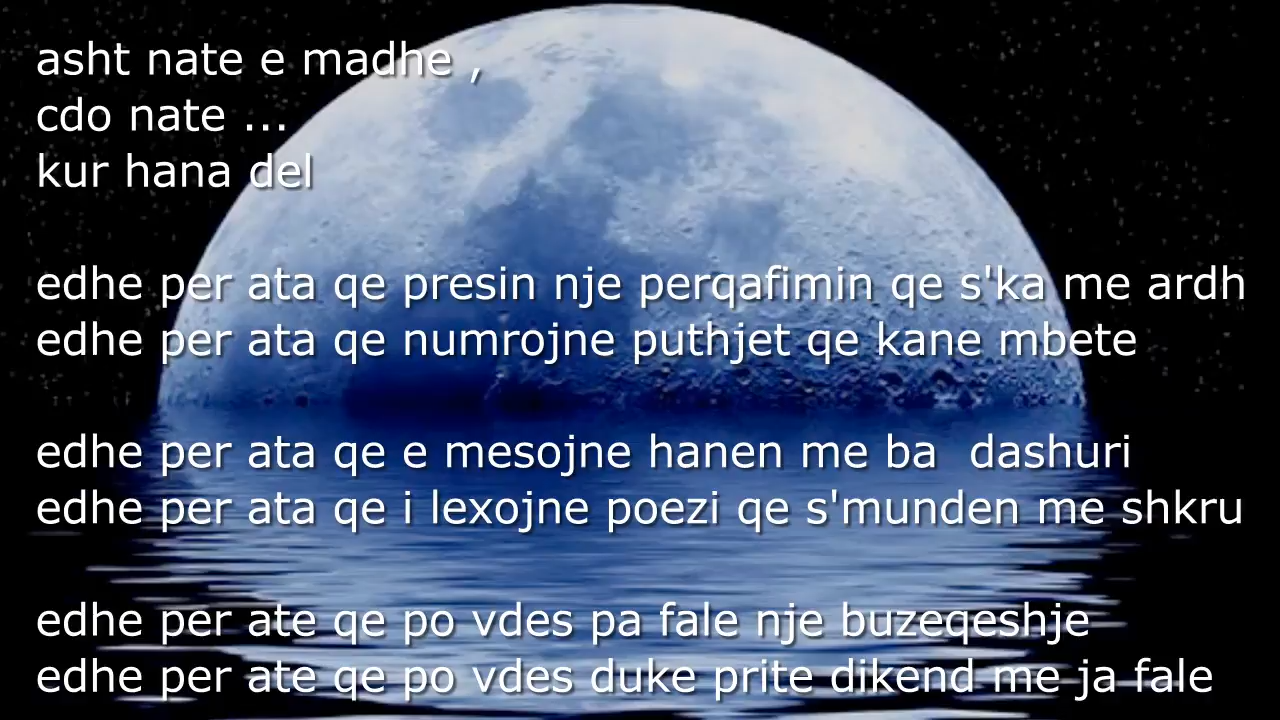 asht nate e madhe ,
cdo nate ...
kur hana del
edhe per ata qe presin nje perqafimin qe s'ka me ardh
edhe per ata qe numrojne puthjet qe kane mbete
edhe per ata qe e mesojne hanen me ba  dashuri
edhe per ata qe i lexojne poezi qe s'munden me shkru
edhe per ate qe po vdes pa fale nje buzeqeshje
edhe per ate qe po vdes duke prite dikend me ja fale